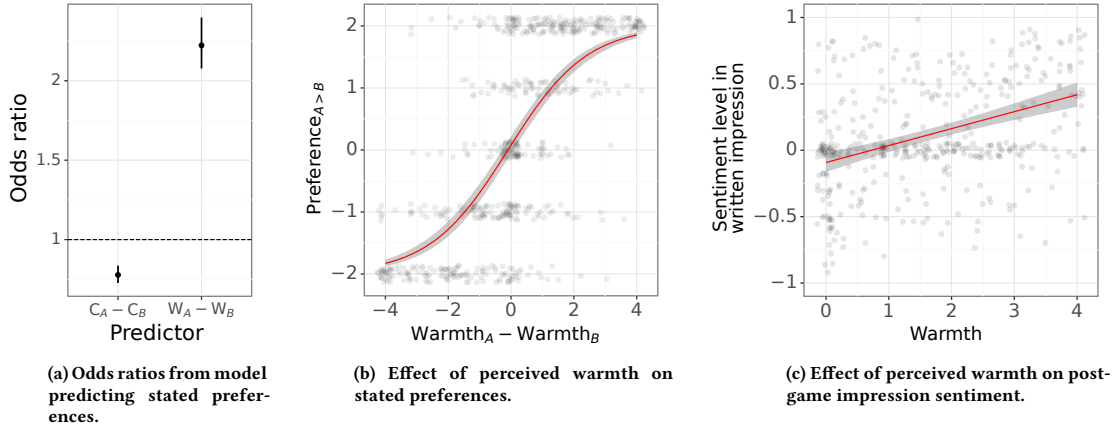 Odds ratio
2
1.5
1
C_A − C_B
W_A − W_B
Predictor
(a) Odds ratios from model
predicting stated prefer-
ences.
Preference_A > B
2
1
0
−1
−2
−4
−2
0
2
4
Warmth_A − Warmth_B
(b) Effect of perceived warmth on
stated preferences.
Sentiment level in
written impression
1
0.5
0
−0.5
−1
0
1
2
3
4
Warmth
(c) Effect of perceived warmth on post-
game impression sentiment.